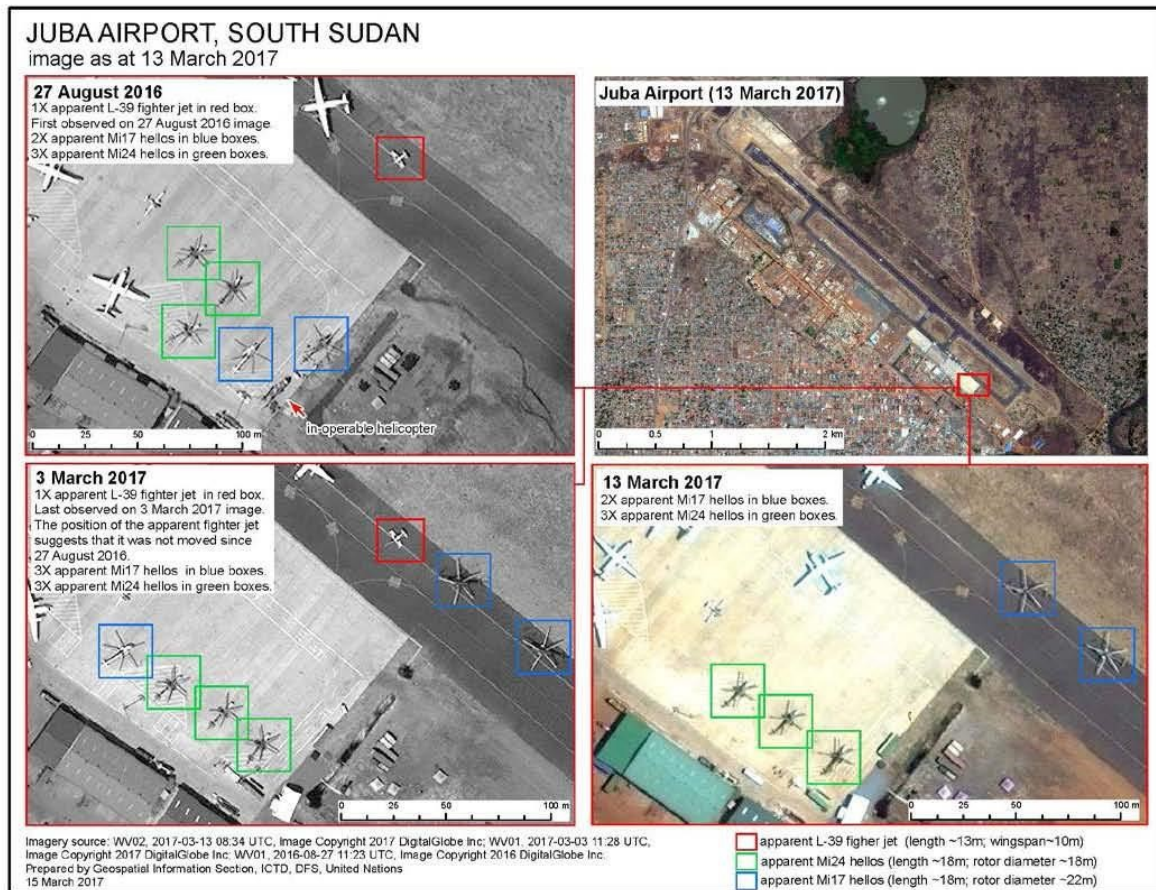 JUBA AIRPORT, SOUTH SUDAN
image as at 13 March 2017
27 August 2016
1X apparent L-39 fighter jet in red box.
First observed on 27 August 2016 image.
2X apparent Mi17 hellos in blue boxes.
3X apparent Mi24 hellos in green boxes.
in-operable helicopter
0 50 100 m
Juba Airport (13 March 2017)
0 0.5 1 2 km
3 March 2017
1X apparent L-39 fighter jet in red box.
Last observed on 3 March 2017 image.
The position of the apparent fighter jet
suggests that it was not moved since
27 August 2016.
3X apparent Mi17 hellos in blue boxes.
3X apparent Mi24 hellos in green boxes.
0 50 100 m
13 March 2017
2X apparent Mi17 hellos in blue boxes.
3X apparent Mi24 hellos in green boxes.
0 50 100 m
Imagery source: WV02, 2017-03-13 08:34 UTC, Image Copyright 2017 DigitalGlobe Inc; WV01, 2017-03-03 11:28 UTC,
Image Copyright 2017 DigitalGlobe Inc; WV01, 2016-08-27 11:23 UTC, Image Copyright 2016 DigitalGlobe Inc.
Prepared by Geospatial Information Section, ICTD, DFS, United Nations
15 March 2017
apparent L-39 figher jet (length ~13m; wingspan~10m)
apparent Mi24 hellos (length ~18m; rotor diameter ~18m)
apparent Mi17 hellos (length ~18m; rotor diameter ~22m)